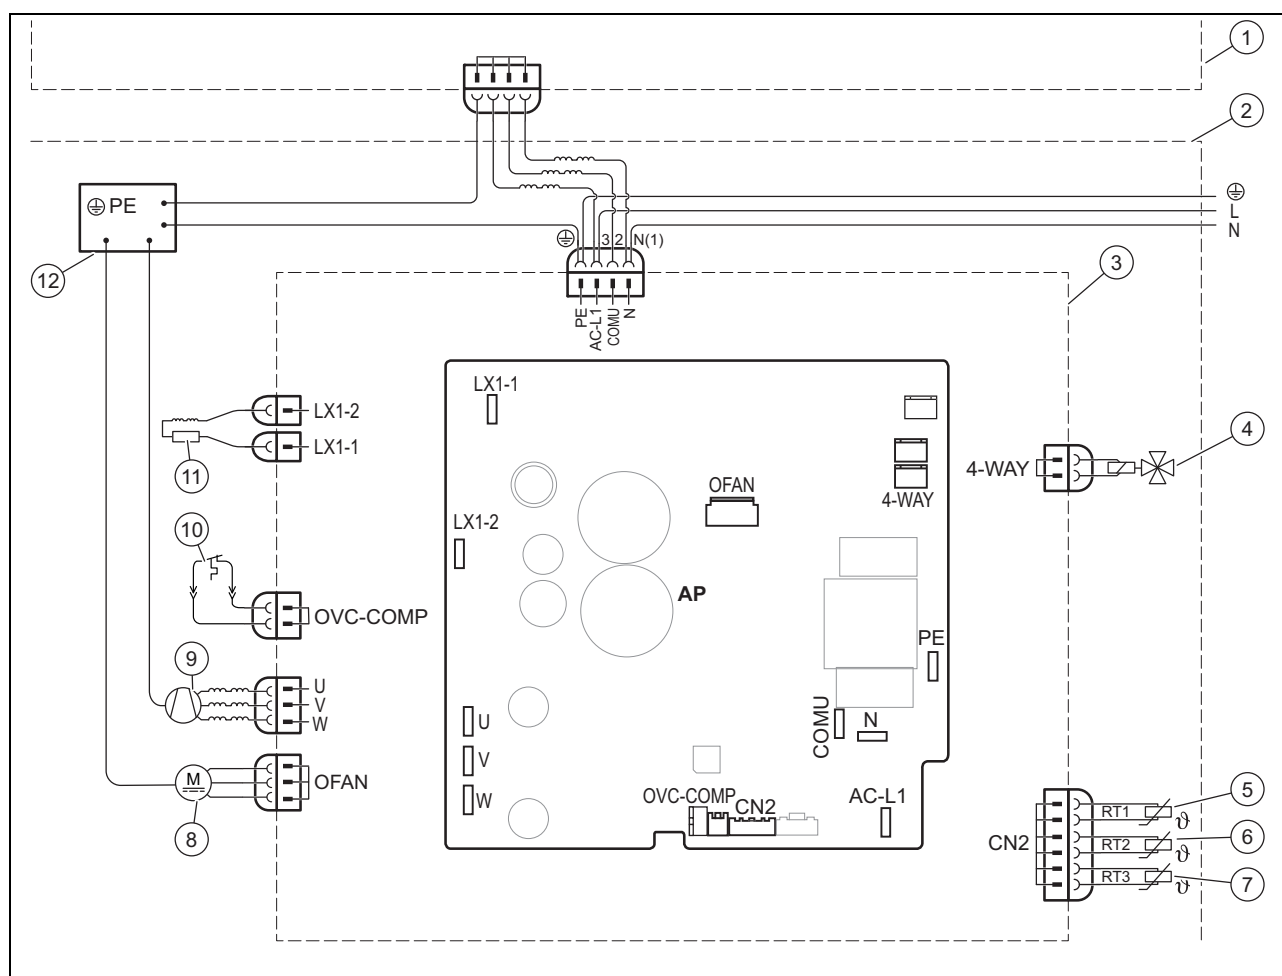 1
2
PE
L
N
3 2 N(1)
12
3
PE
AC-L1
COMU
N
LX1-1
LX1-2
LX1-1
11
4-WAY
4
OFAN
4-WAY
LX1-2
10
AP
OVC-COMP
PE
9
U
V
W
COMU
N
U
V
W
M
OFAN
8
OVC-COMP
CN2
AC-L1
CN2
RT1
ϑ
5
RT2
ϑ
6
RT3
ϑ
7